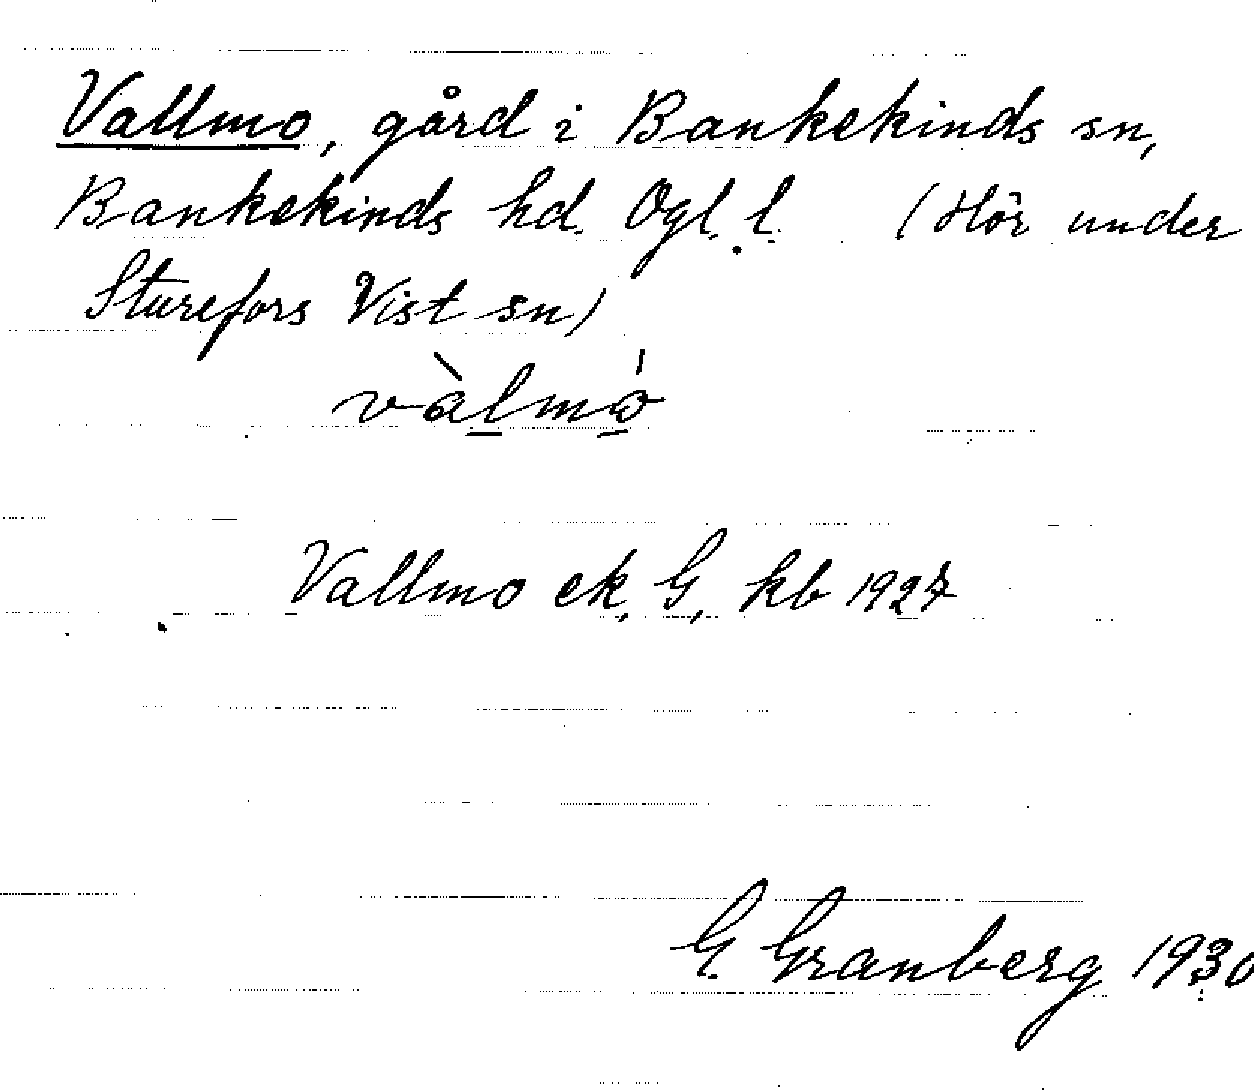 Vallmo, gård i Bankekinds sn,
Bankekinds hd. Ögl. l. (Hör under
Sturefors Vist sn)
vàlmó
Vallmo ek. G. kb 1927
G. Granberg 1930